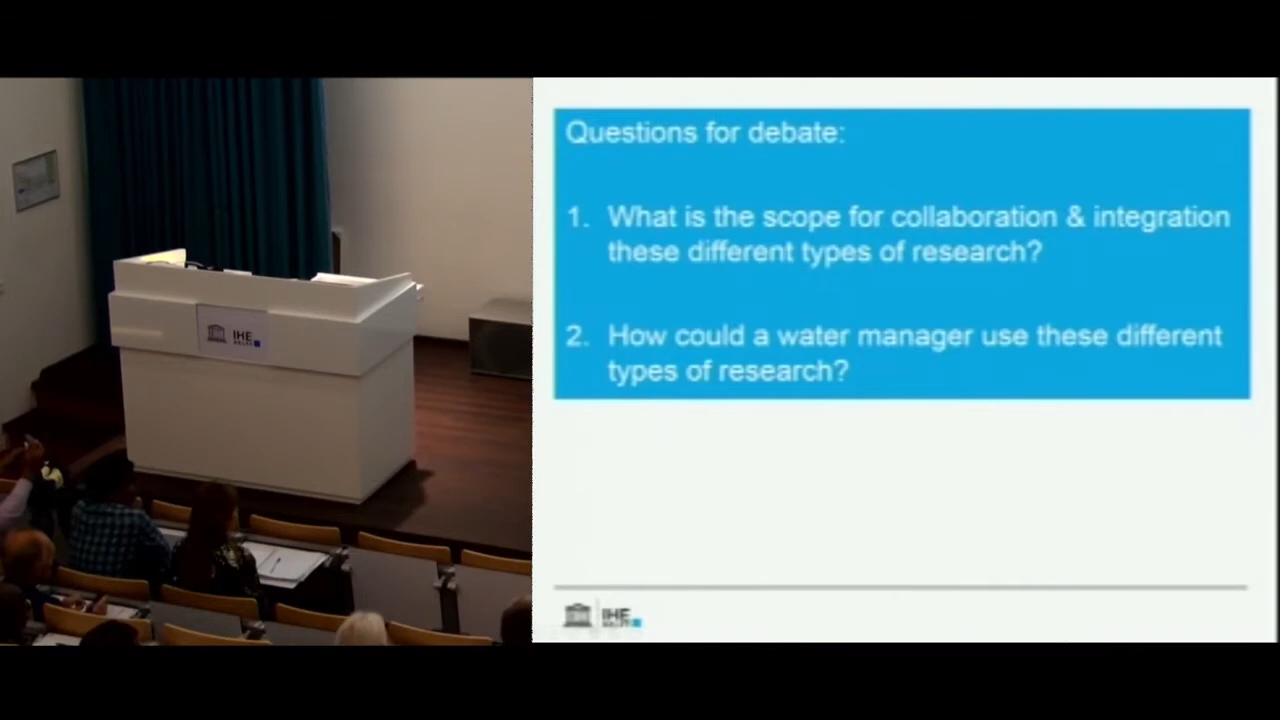 IHE
Questions for debate:
1. What is the scope for collaboration & integration
these different types of research?
2. How could a water manager use these different
types of research?
IHE